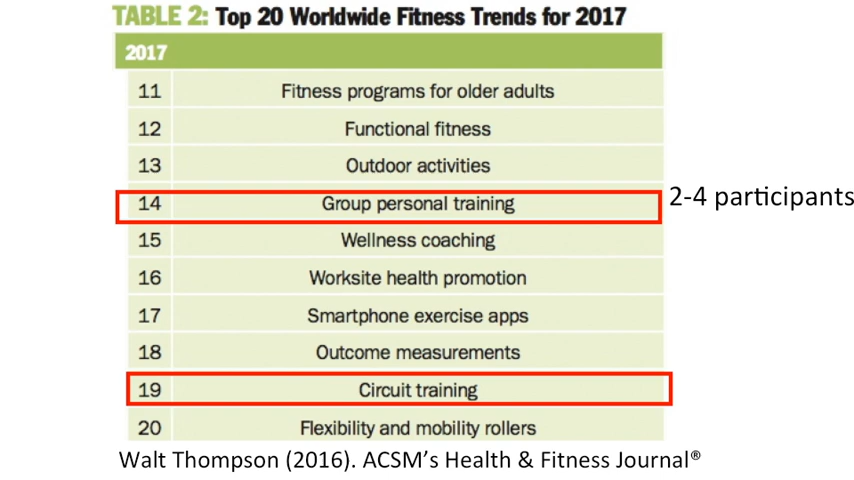 TABLE 2: Top 20 Worldwide Fitness Trends for 2017
2017
11 Fitness programs for older adults
12 Functional fitness
13 Outdoor activities
14 Group personal training 2-4 participants
15 Wellness coaching
16 Worksite health promotion
17 Smartphone exercise apps
18 Outcome measurements
19 Circuit training
20 Flexibility and mobility rollers
Walt Thompson (2016). ACSM's Health & Fitness Journal®